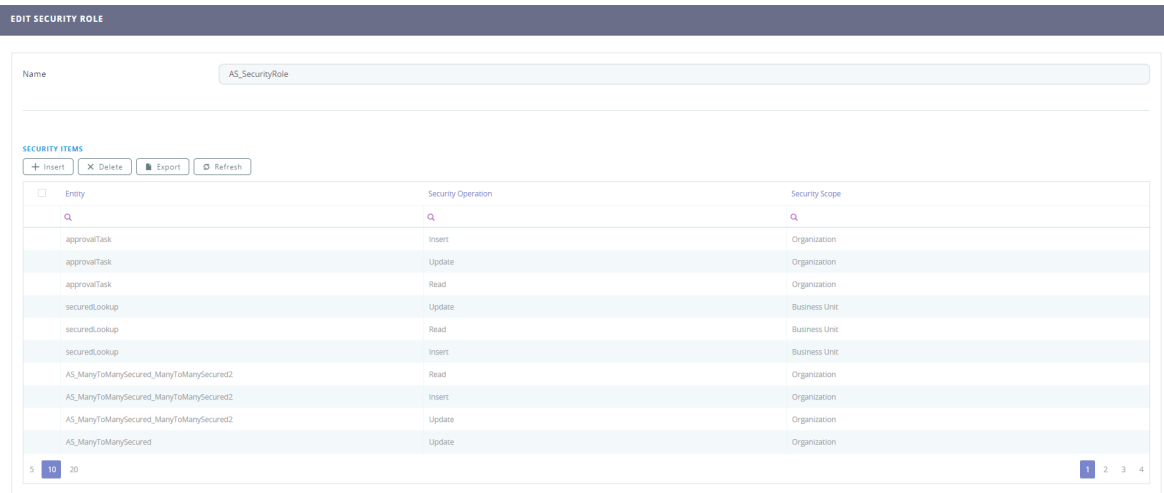 EDIT SECURITY ROLE
Name AS_SecurityRole
SECURITY ITEMS
Insert Delete Export Refresh
Entity Security Operation Security Scope
approvalTask Insert Organization
approvalTask Update Organization
approvalTask Read Organization
securedLookup Update Business Unit
securedLookup Read Business Unit
securedLookup Insert Business Unit
AS_ManyToManySecured_ManyToManySecured2 Read Organization
AS_ManyToManySecured_ManyToManySecured2 Insert Organization
AS_ManyToManySecured_ManyToManySecured2 Update Organization
AS_ManyToManySecured Update Organization
5 10 20 1 2 3 4